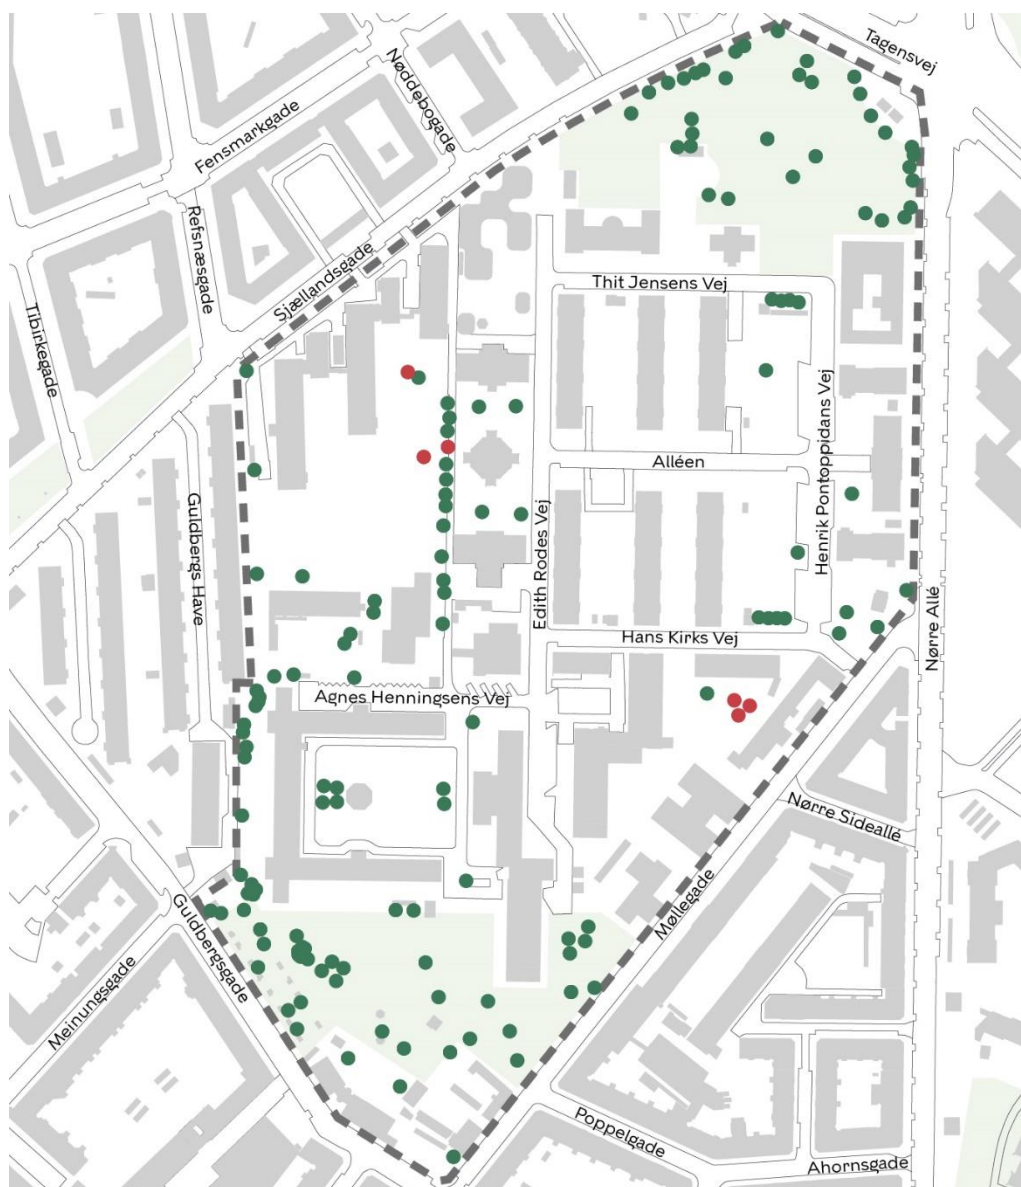 Tagensvej
Nøddebogade
Fensmarkgade
Refsnæsgade
Sjællandsgade
Thit Jensens Vej
Tibirkegade
Henrik Pontoppidans Vej
Alléen
Guldbergs Have
Edith Rodes Vej
Hans Kirks Vej
Nørre Allé
Agnes Henningsens Vej
Nørre Sideallé
Møllegade
Guldbergsgade
Meinungsgade
Poppelgade
Ahornsgade